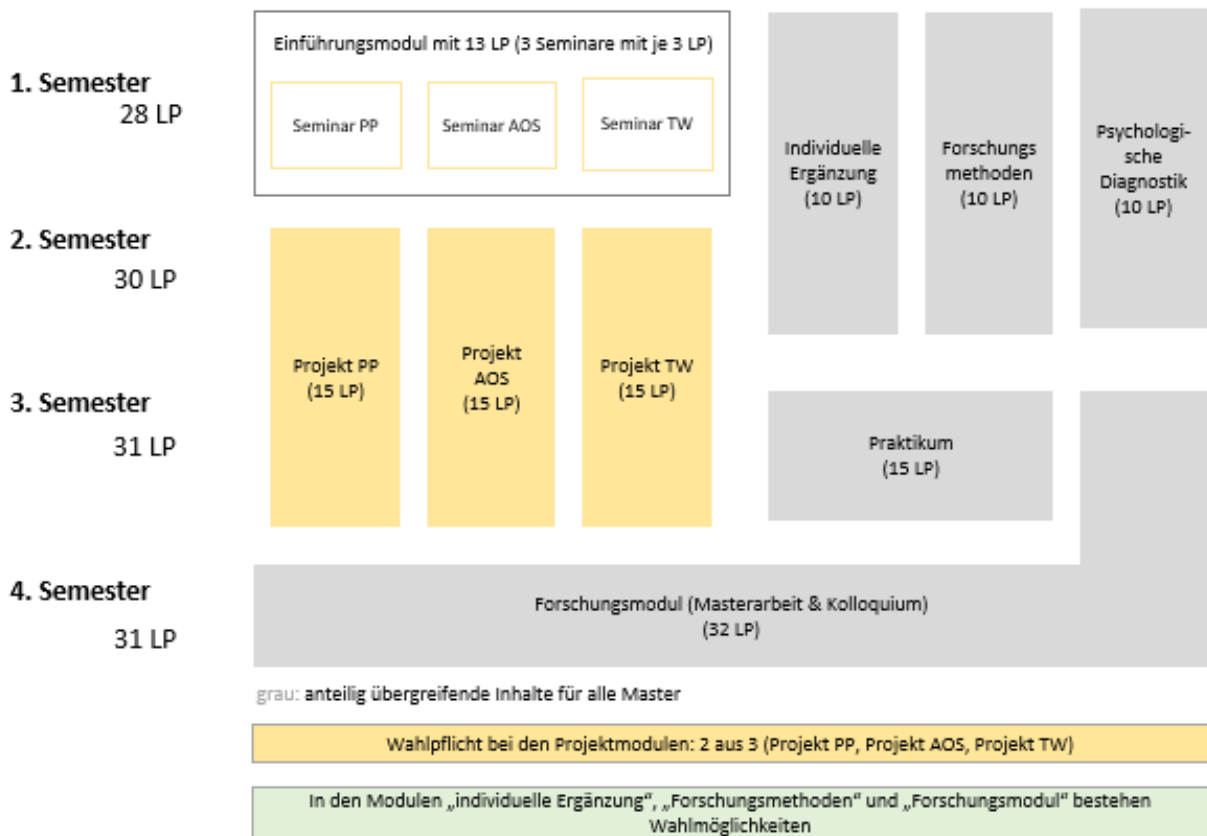 Einführungsmodul mit 13 LP (3 Seminare mit je 3 LP)
1. Semester
28 LP
Seminar PP
Seminar AOS
Seminar TW
Individuelle
Ergänzung
(10 LP)
Forschungs
methoden
(10 LP)
Psychologi-
sche
Diagnostik
(10 LP)
2. Semester
30 LP
Projekt PP
(15 LP)
Projekt
AOS
(15 LP)
Projekt TW
(15 LP)
3. Semester
31 LP
Praktikum
(15 LP)
4. Semester
31 LP
Forschungsmodul (Masterarbeit & Kolloquium)
(32 LP)
grau: anteilig übergreifende Inhalte für alle Master
Wahlpflicht bei den Projektmodulen: 2 aus 3 (Projekt PP, Projekt AOS, Projekt TW)
In den Modulen „individuelle Ergänzung“, „Forschungsmethoden“ und „Forschungsmodul“ bestehen
Wahlmöglichkeiten